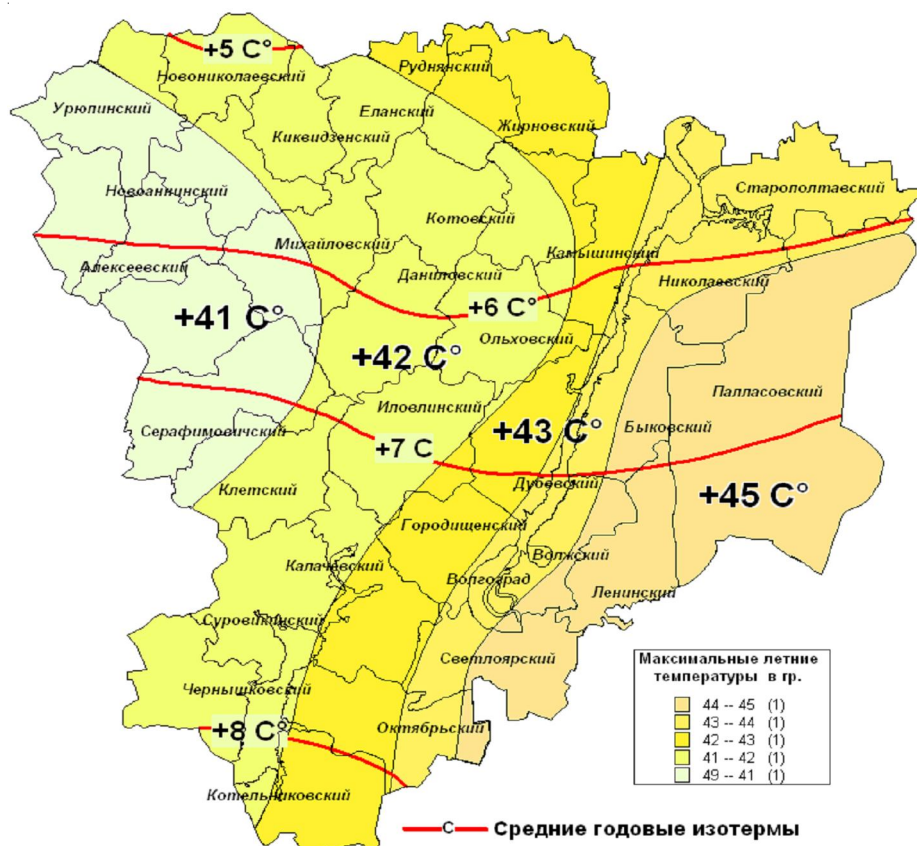 +5 C°
Новониколаевский
Руднянский
Урюпинский
Еланский
Жирновский
Киквидзенский
Новоаннинский
Старополтавский
Котовский
Михайловский
Камышинский
Алексеевский
Даниловский
Николаевский
+6 C°
+41 C°
+42 C°
Ольховский
Палласовский
Иловлинский
Серафимовичский
+7 C
+43 C°
Быковский
Клетский
Дубовский
+45 C°
Городищенский
Калачевский
Волгоград
Волжский
Ленинский
Суровикинский
Светлоярский
Чернышковский
+8 C°
Октябрьский
Котельниковский
Максимальные летние
температуры в гр.
44 -- 45 (1)
43 -- 44 (1)
42 -- 43 (1)
41 -- 42 (1)
49 -- 41 (1)
С Средние годовые изотермы